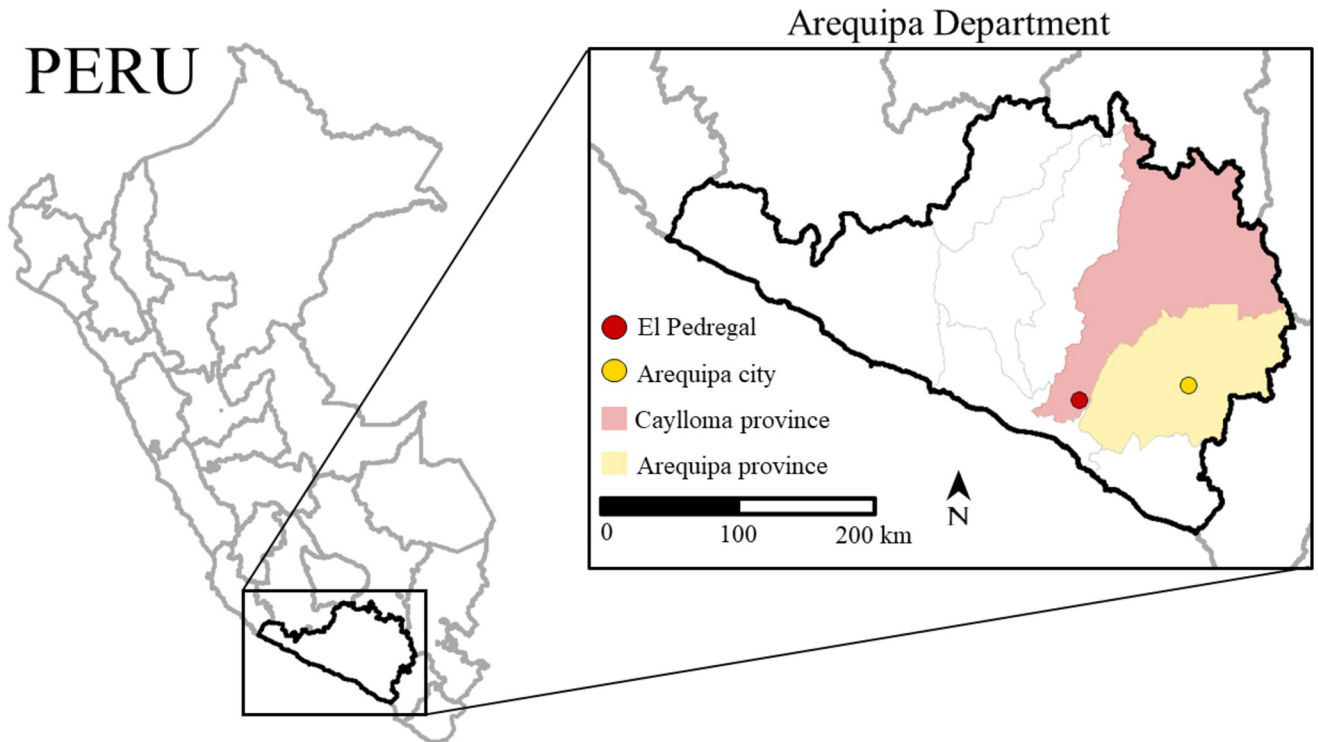 PERU
Arequipa Department
El Pedregal
Arequipa city
Caylloma province
Arequipa province
0 100 200 km
N